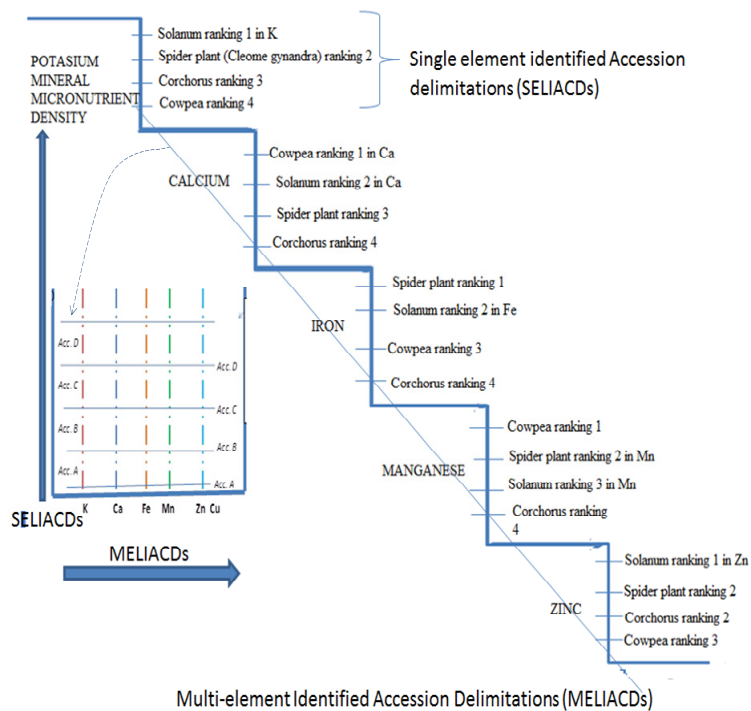 Solanum ranking 1 in K
Spider plant (Cleome gynandra) ranking 2
Corchorus ranking 3
Cowpea ranking 4
POTASIUM
MINERAL
MICRONUTRIENT
DENSITY
Single element identified Accession
delimitations (SELIACDs)
Cowpea ranking 1 in Ca
Solanum ranking 2 in Ca
Spider plant ranking 3
Corchorus ranking 4
CALCIUM
Spider plant ranking 1
Solanum ranking 2 in Fe
Cowpea ranking 3
Corchorus ranking 4
IRON
Cowpea ranking 1
Spider plant ranking 2 in Mn
Solanum ranking 3 in Mn
Corchorus ranking
4
MANGANESE
Solanum ranking 1 in Zn
Spider plant ranking 2
Corchorus ranking 2
Cowpea ranking 3
ZINC
Acc. D
Acc. D
Acc. C
Acc. C
Acc. B
Acc. B
Acc. A
Acc. A
K Ca Fe Mn Zn Cu
SELIACDs
MELIACDs
Multi-element Identified Accession Delimitations (MELIACDs)